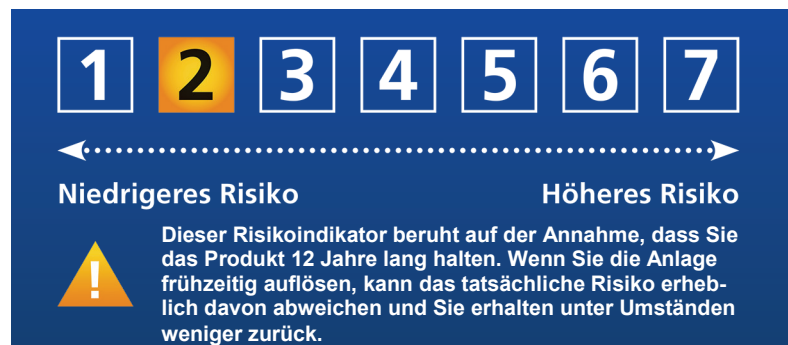 1 2 3 4 5 6 7
Niedrigeres Risiko Höheres Risiko
!
Dieser Risikoindikator beruht auf der Annahme, dass Sie
das Produkt 12 Jahre lang halten. Wenn Sie die Anlage
frühzeitig auflösen, kann das tatsächliche Risiko erheb-
lich davon abweichen und Sie erhalten unter Umständen
weniger zurück.